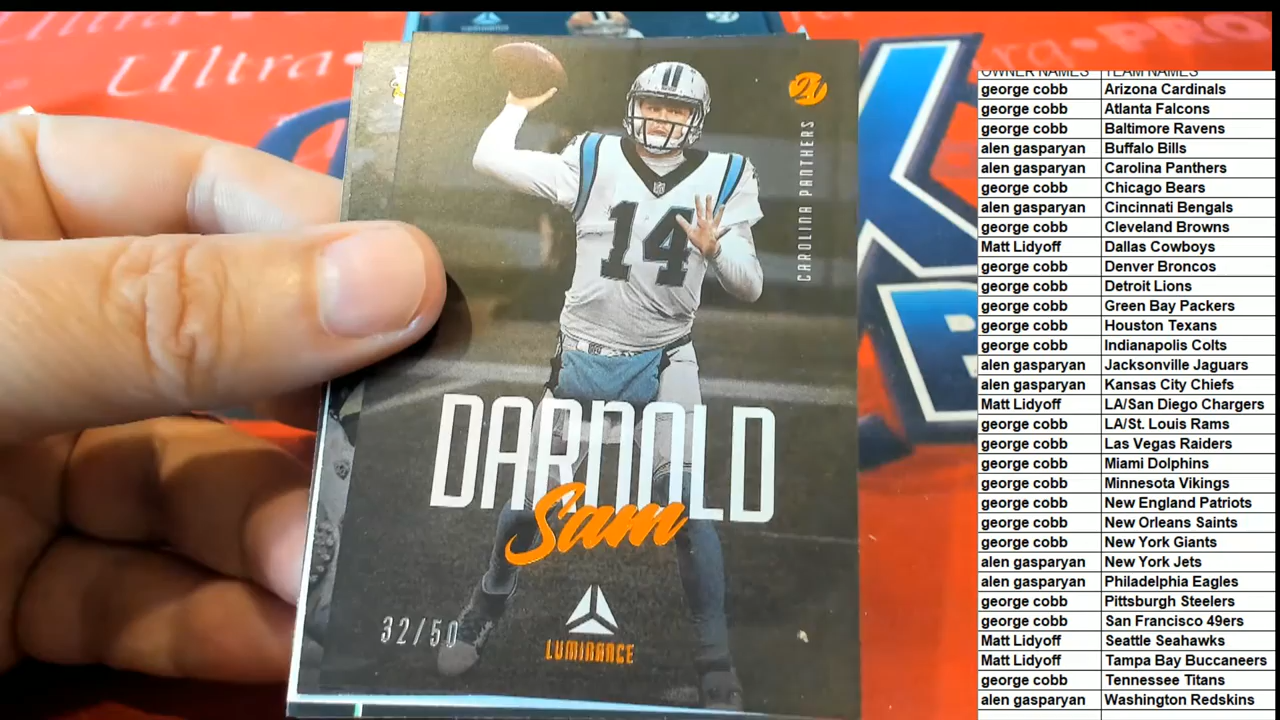 Ultra
Ultra PRO
21
CAROLINA PANTHERS
14
DARNOLD
Sam
32/50
LUMINANCE
OWNER NAMES TEAM NAMES
george cobb Arizona Cardinals
george cobb Atlanta Falcons
george cobb Baltimore Ravens
alen gasparyan Buffalo Bills
alen gasparyan Carolina Panthers
george cobb Chicago Bears
alen gasparyan Cincinnati Bengals
george cobb Cleveland Browns
Matt Lidyoff Dallas Cowboys
george cobb Denver Broncos
george cobb Detroit Lions
george cobb Green Bay Packers
george cobb Houston Texans
george cobb Indianapolis Colts
alen gasparyan Jacksonville Jaguars
alen gasparyan Kansas City Chiefs
Matt Lidyoff LA/San Diego Chargers
george cobb LA/St. Louis Rams
george cobb Las Vegas Raiders
george cobb Miami Dolphins
george cobb Minnesota Vikings
george cobb New England Patriots
george cobb New Orleans Saints
george cobb New York Giants
alen gasparyan New York Jets
alen gasparyan Philadelphia Eagles
george cobb Pittsburgh Steelers
george cobb San Francisco 49ers
Matt Lidyoff Seattle Seahawks
Matt Lidyoff Tampa Bay Buccaneers
george cobb Tennessee Titans
alen gasparyan Washington Redskins